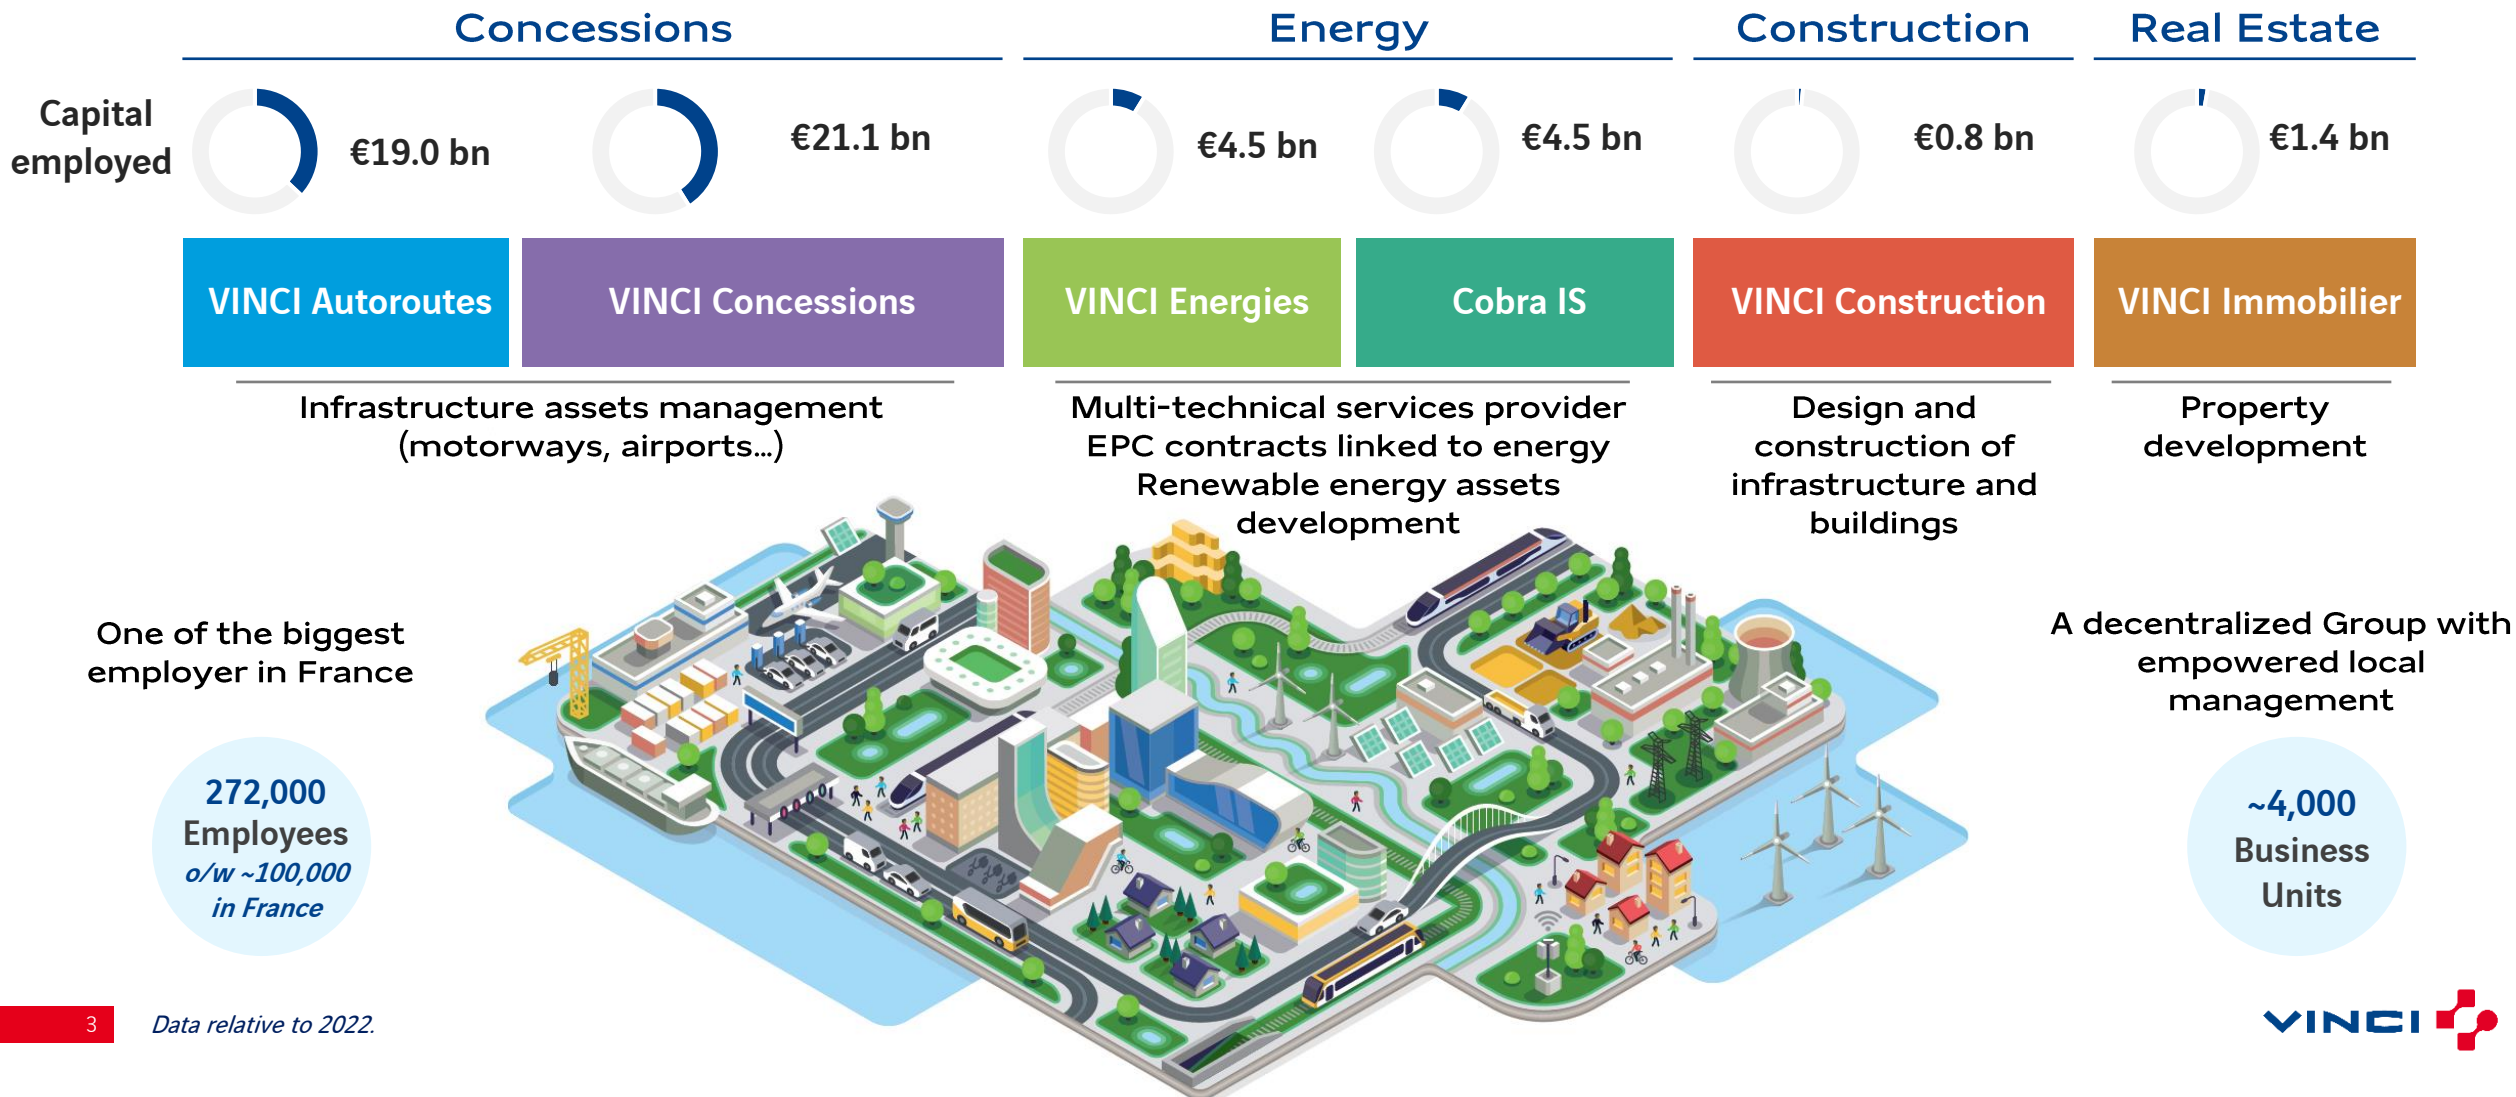 Concessions
Energy
Construction
Real Estate
Capital
employed
€19.0 bn
€21.1 bn
€4.5 bn
€4.5 bn
€0.8 bn
€1.4 bn
VINCI Autoroutes
VINCI Concessions
VINCI Energies
Cobra IS
VINCI Construction
VINCI Immobilier
Infrastructure assets management
(motorways, airports...)
Multi-technical services provider
EPC contracts linked to energy
Renewable energy assets
development
Design and
construction of
infrastructure and
buildings
Property
development
One of the biggest
employer in France
272,000
Employees
o/w ~100,000
in France
A decentralized Group with
empowered local
management
~4,000
Business
Units
3
Data relative to 2022.
VINCI